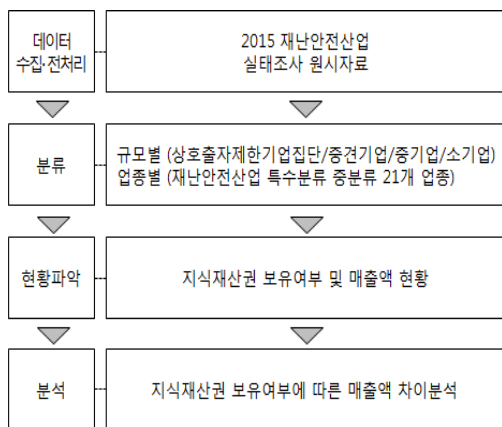 데이터
수집·전처리
2015 재난안전산업
실태조사 원시자료
분류
규모별 (상호출자제한기업집단/중견기업/중기업/소기업)
업종별 (재난안전산업 특수분류 중분류 21개 업종)
현황파악
지식재산권 보유여부 및 매출액 현황
분석
지식재산권 보유여부에 따른 매출액 차이분석